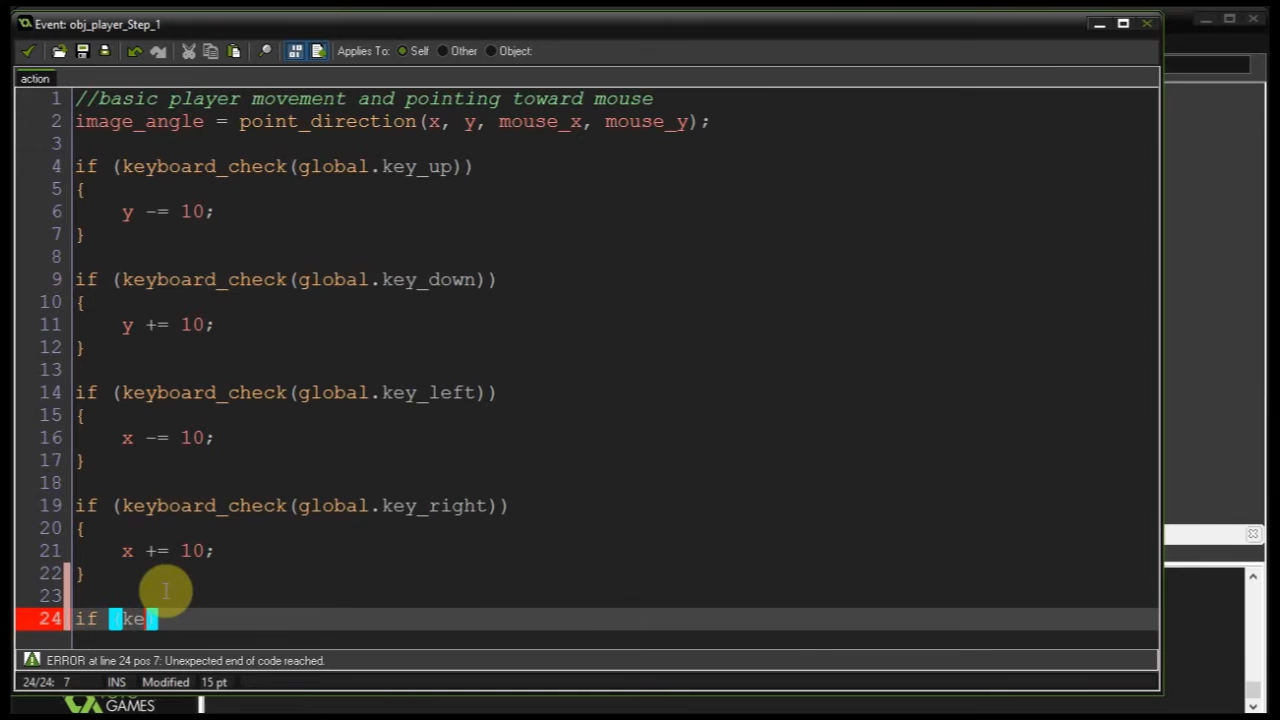 Event: obj_player_Step_1
Applies To: Self Other Object:
action
1 //basic player movement and pointing toward mouse
2 image_angle = point_direction(x, y, mouse_x, mouse_y);
3
4 if (keyboard_check(global.key_up))
5 {
6 y -= 10;
7 }
8
9 if (keyboard_check(global.key_down))
10 {
11 y += 10;
12 }
13
14 if (keyboard_check(global.key_left))
15 {
16 x -= 10;
17 }
18
19 if (keyboard_check(global.key_right))
20 {
21 x += 10;
22 }
23
24 if (ke)
ERROR at line 24 pos 7: Unexpected end of code reached.
24/24: 7 INS Modified 15 pt
GAMES